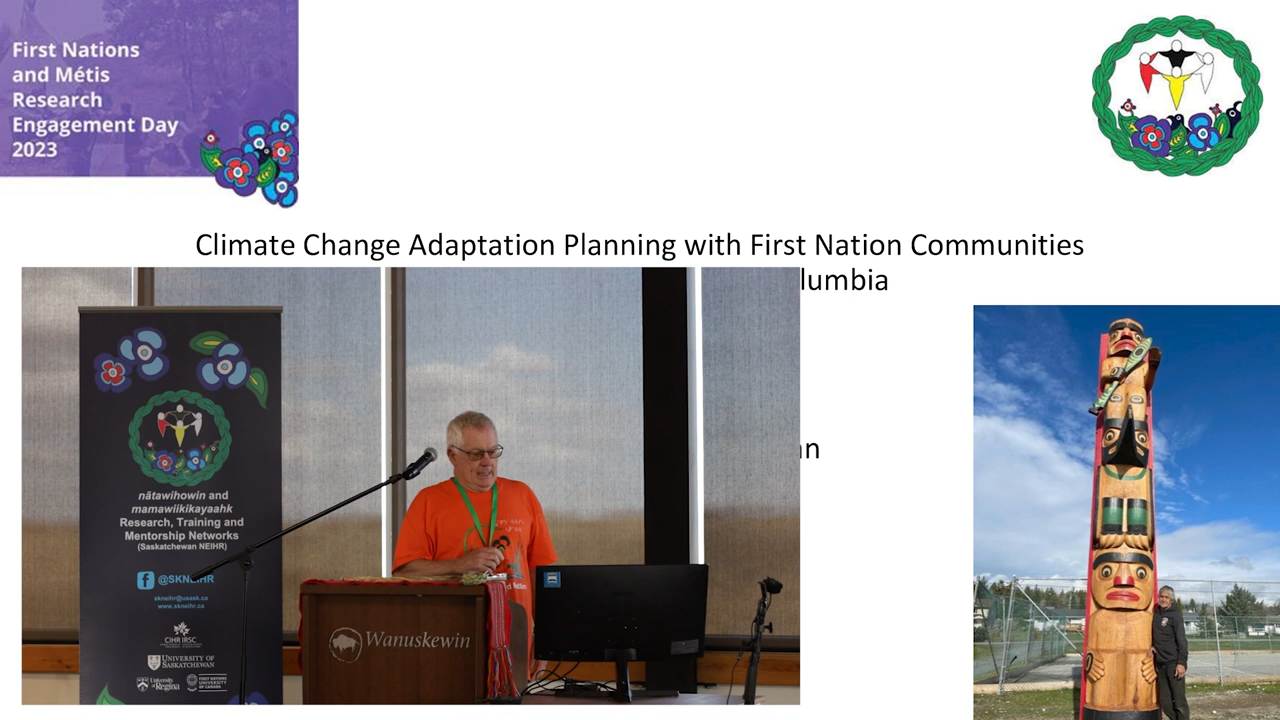 First Nations
and Métis
Research
Engagement Day
2023
Climate Change Adaptation Planning with First Nation Communities
lumbia
nātawihowin and
mamawiikikayaahk
Research, Training and
Mentorship Networks
(Saskatchewan NEIHR)
@SKNEIHR
skneihr@usask.ca
www.skneihr.ca
CIHR IRSC
UNIVERSITY OF
SASKATCHEWAN
University
of Regina
FIRST NATIONS
UNIVERSITY
OF CANADA
Wanuskewin